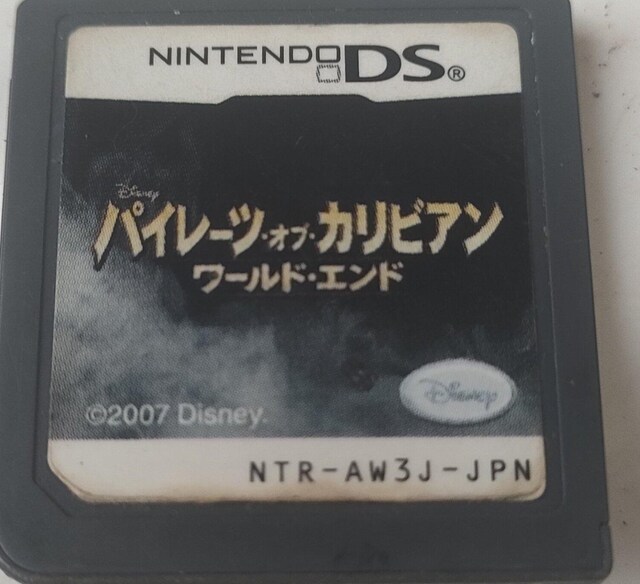 NINTENDO DS®
Disney
パイレーツ・オブ・カリビアン
ワールド・エンド
Disney
©2007 Disney.
NTR-AW3J-JPN